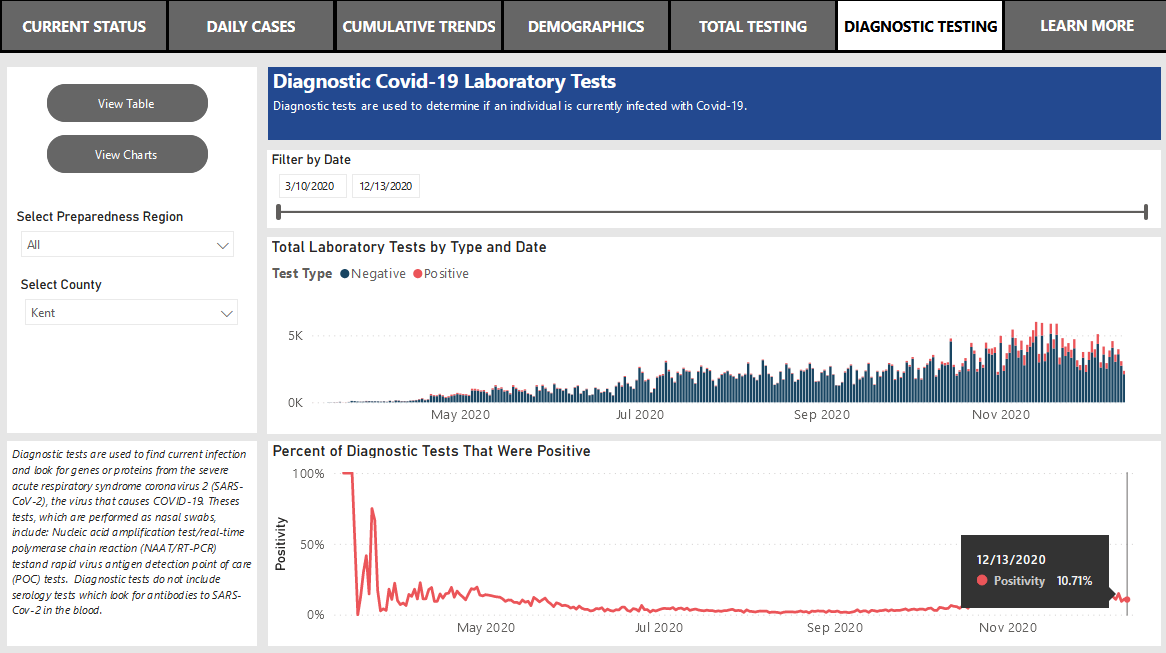 CURRENT STATUS
DAILY CASES
CUMULATIVE TRENDS
DEMOGRAPHICS
TOTAL TESTING
DIAGNOSTIC TESTING
LEARN MORE
View Table
View Charts
Select Preparedness Region
All
Select County
Kent
Diagnostic tests are used to find current infection
and look for genes or proteins from the severe
acute respiratory syndrome coronavirus 2 (SARS-
CoV-2), the virus that causes COVID-19. Theses
tests, which are performed as nasal swabs,
include: Nucleic acid amplification test/real-time
polymerase chain reaction (NAAT/RT-PCR)
testand rapid virus antigen detection point of care
(POC) tests.  Diagnostic tests do not include
serology tests which look for antibodies to SARS-
Cov-2 in the blood.
Diagnostic Covid-19 Laboratory Tests
Diagnostic tests are used to determine if an individual is currently infected with Covid-19.
Filter by Date
3/10/2020
12/13/2020
Total Laboratory Tests by Type and Date
Test Type Negative Positive
5K
0K
May 2020
Jul 2020
Sep 2020
Nov 2020
Percent of Diagnostic Tests That Were Positive
Positivity
100%
50%
0%
12/13/2020
Positivity 10.71%
May 2020
Jul 2020
Sep 2020
Nov 2020